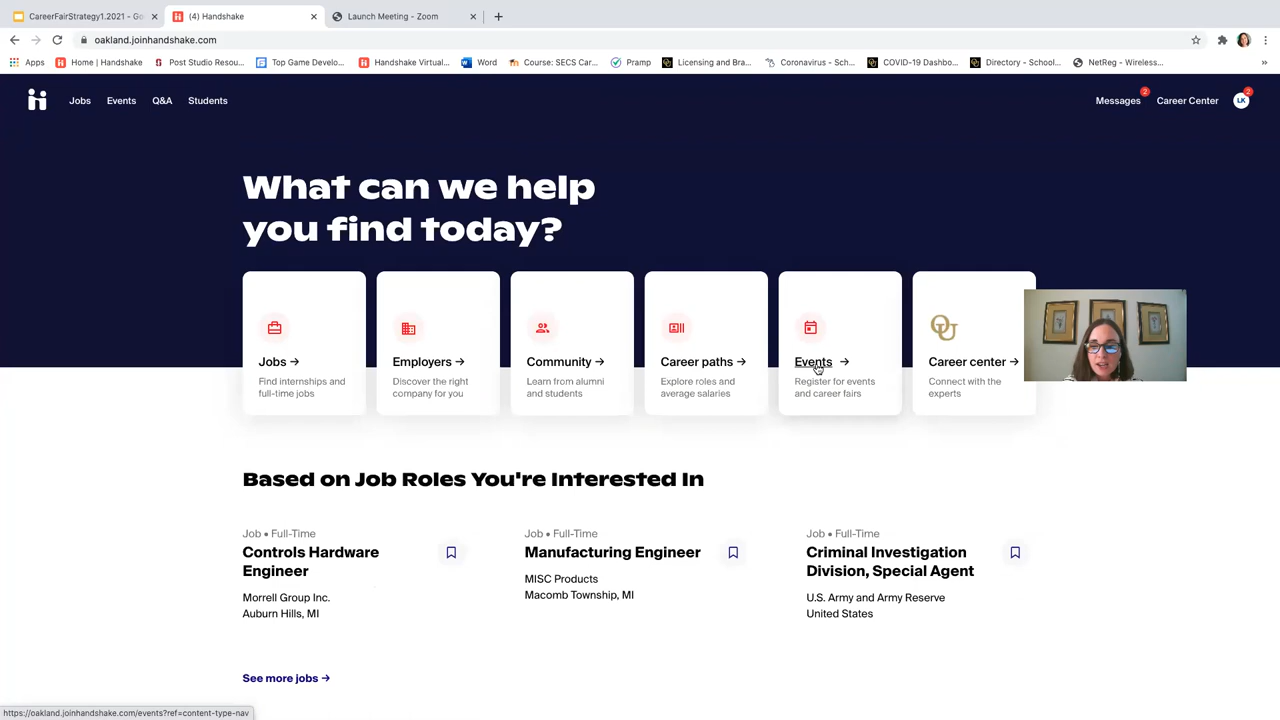 CareerFairStrategy1.2021 - Go
(4) Handshake
Launch Meeting - Zoom
oakland.joinhandshake.com
Apps
Home | Handshake
Post Studio Resou...
Top Game Develo...
Handshake Virtual...
Word
Course: SECS Car...
Pramp
Licensing and Bra...
Coronavirus - Sch...
COVID-19 Dashbo...
Directory - School...
NetReg - Wireless...
Jobs
Events
Q&A
Students
Messages
2
Career Center
LK
2
What can we help
you find today?
Jobs →
Find internships and
full-time jobs
Employers →
Discover the right
company for you
Community →
Learn from alumni
and students
Career paths →
Explore roles and
average salaries
Events →
Register for events
and career fairs
OU
Career center →
Connect with the
experts
Based on Job Roles You're Interested In
Job • Full-Time
Controls Hardware
Engineer
Morrell Group Inc.
Auburn Hills, MI
Job • Full-Time
Manufacturing Engineer
MISC Products
Macomb Township, MI
Job • Full-Time
Criminal Investigation
Division, Special Agent
U.S. Army and Army Reserve
United States
See more jobs →
https://oakland.joinhandshake.com/events?ref=content-type-nav